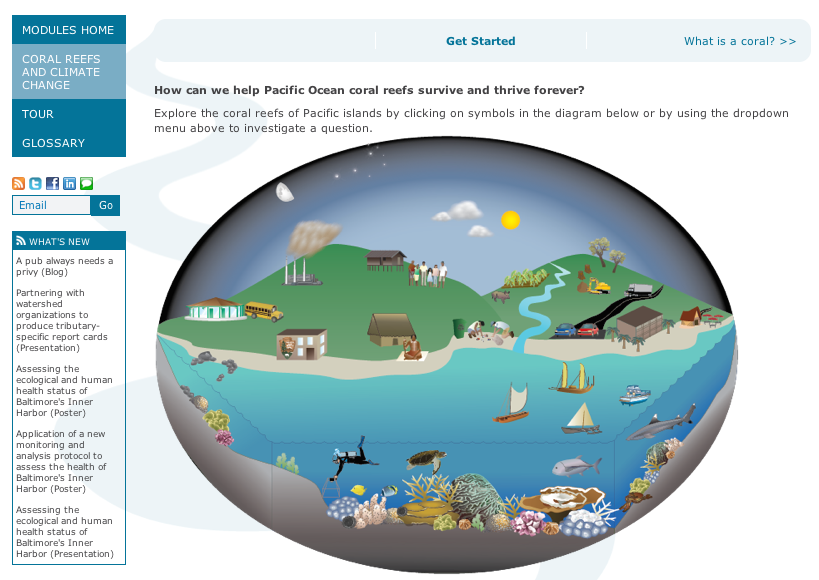 MODULES HOME
CORAL REEFS
AND CLIMATE
CHANGE
TOUR
GLOSSARY
Email
Go
WHAT'S NEW
A pub always needs a
privy (Blog)
Partnering with
watershed
organizations to
produce tributary-
specific report cards
(Presentation)
Assessing the
ecological and human
health status of
Baltimore's Inner
Harbor (Poster)
Application of a new
monitoring and
analysis protocol to
assess the health of
Baltimore's Inner
Harbor (Poster)
Assessing the
ecological and human
health status of
Baltimore's Inner
Harbor (Presentation)
Get Started
What is a coral? >>
How can we help Pacific Ocean coral reefs survive and thrive forever?
Explore the coral reefs of Pacific islands by clicking on symbols in the diagram below or by using the dropdown
menu above to investigate a question.